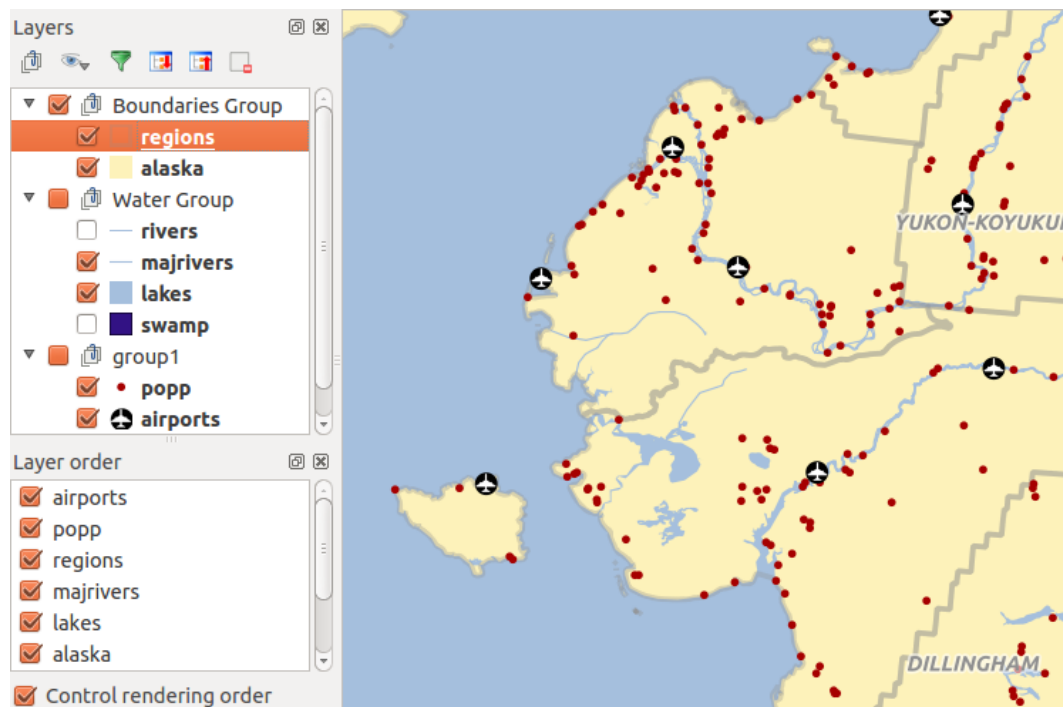 Layers
Boundaries Group
regions
alaska
Water Group
rivers
majrivers
lakes
swamp
group1
popp
airports
Layer order
airports
popp
regions
majrivers
lakes
alaska
Control rendering order
YUKON-KOYUKU
DILLINGHAM